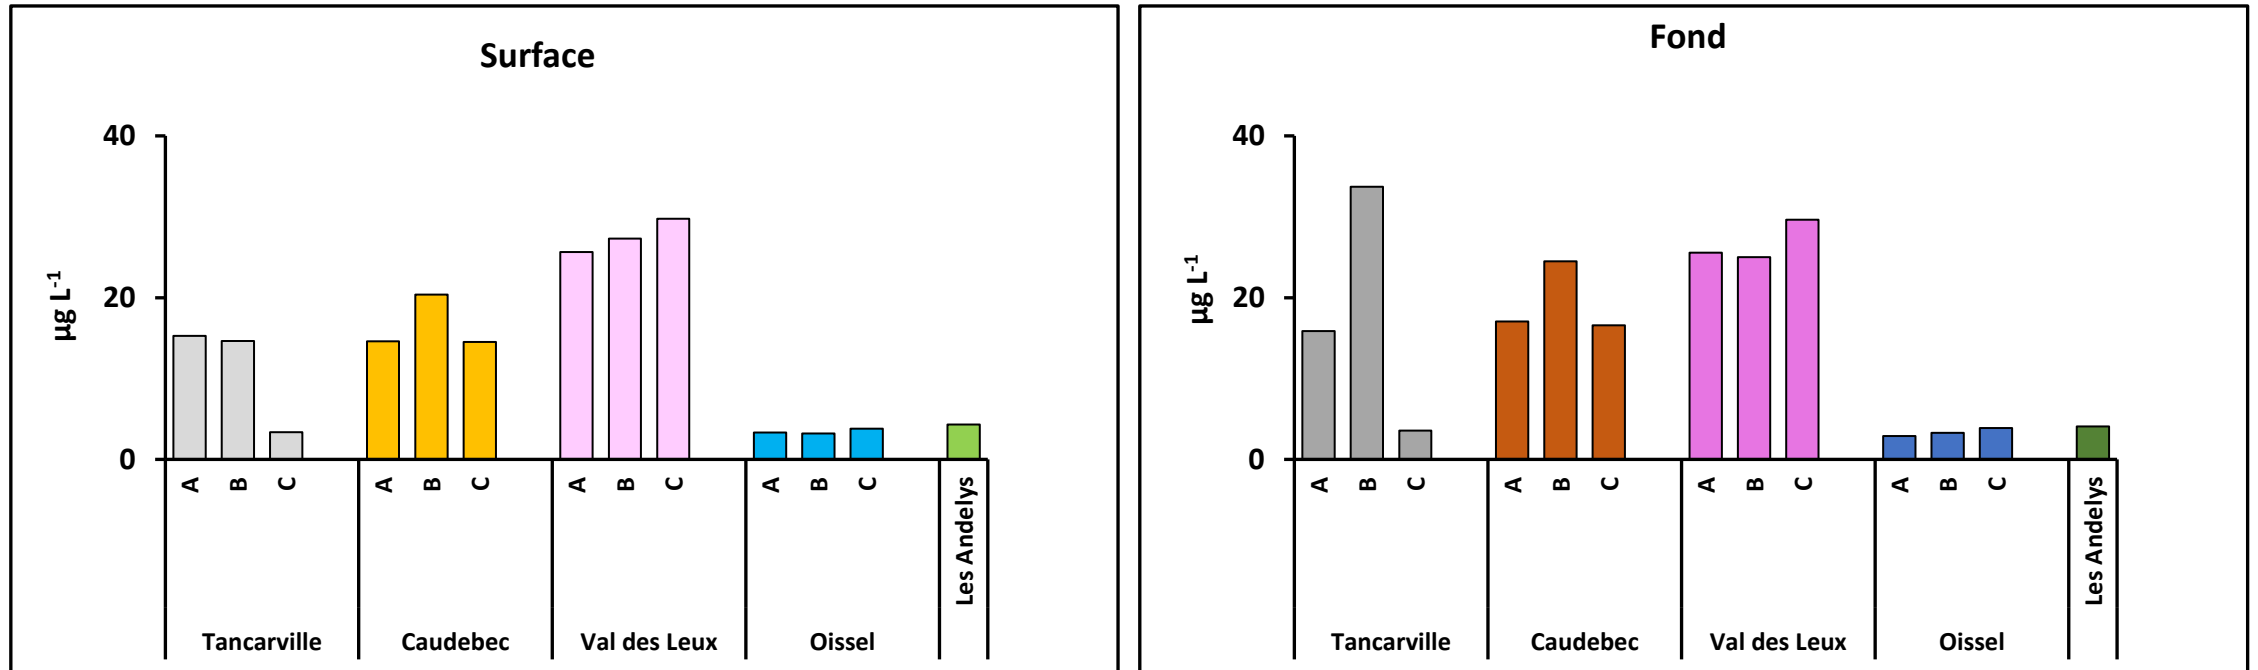 Surface
40
20
0
µg L-1
A B C A B C A B C A B C Les Andelys
Tancarville Caudebec Val des Leux Oissel
Fond
40
20
0
µg L-1
A B C A B C A B C A B C Les Andelys
Tancarville Caudebec Val des Leux Oissel